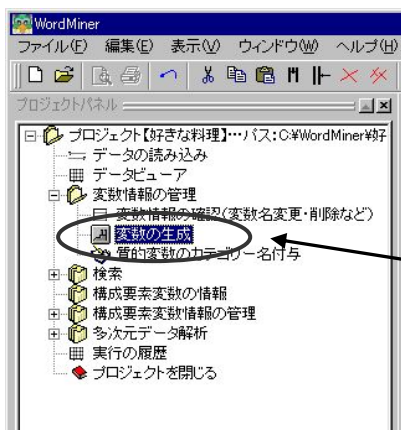 WordMiner
ファイル(F) 編集(E) 表示(V) ウィンドウ(W) ヘルプ(H)
プロジェクトパネル
プロジェクト【好きな料理】…パス:C:¥WordMiner¥好
データの読み込み
データビューア
変数情報の管理
変数情報の確認(変数名変更・削除など)
変数の生成
質的変数のカテゴリー名付与
検索
構成要素変数の情報
構成要素変数情報の管理
多次元データ解析
実行の履歴
プロジェクトを閉じる